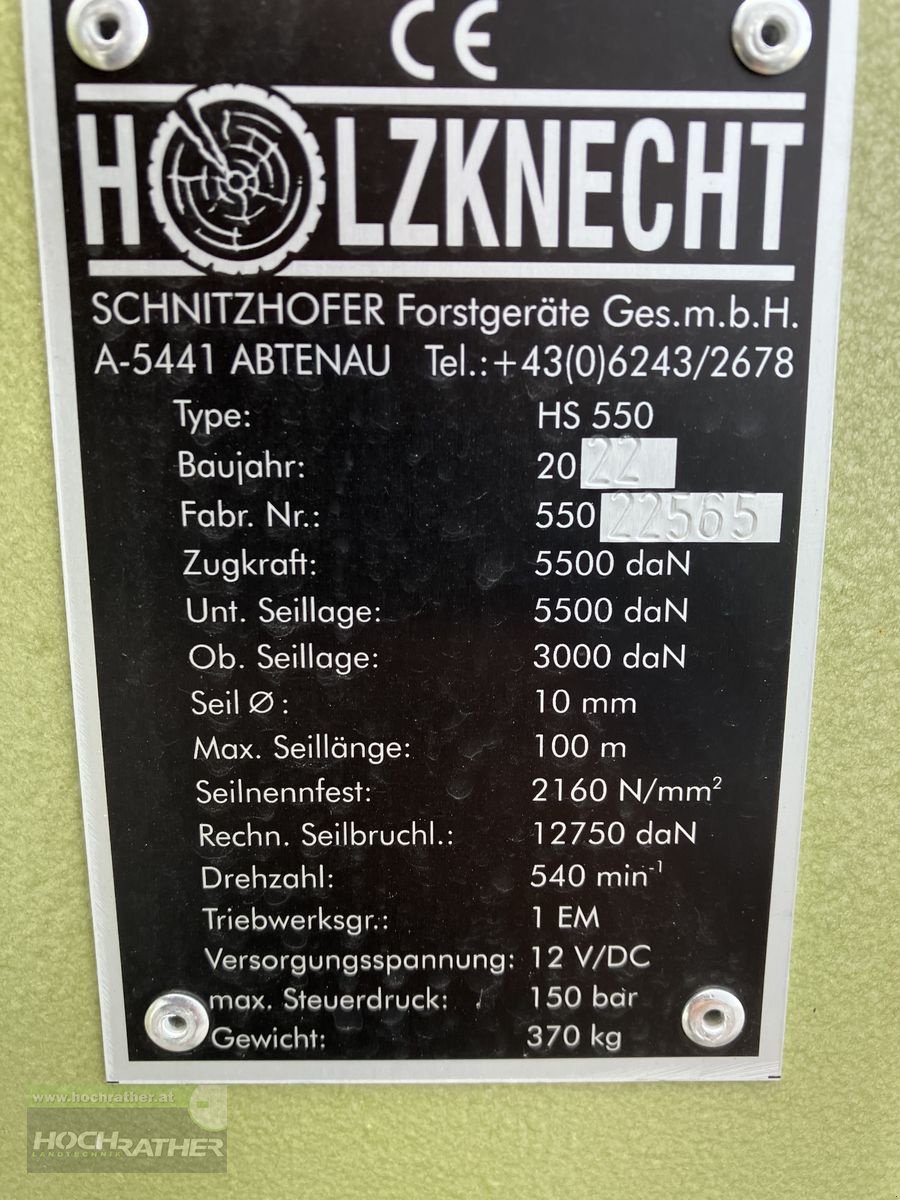 CE
HOLZKNECHT
SCHNITZHOFER Forstgeräte Ges.m.b.H.
A-5441 ABTENAU Tel.:+43(0)6243/2678
Type: HS 550
Baujahr: 2022
Fabr. Nr.: 550 22565
Zugkraft: 5500 daN
Unt. Seillage: 5500 daN
Ob. Seillage: 3000 daN
Seil Ø : 10 mm
Max. Seillänge: 100 m
Seilnennfest: 2160 N/mm²
Rechn. Seilbruchl.: 12750 daN
Drehzahl: 540 min⁻¹
Triebwerksgr.: 1 EM
Versorgungsspannung: 12 V/DC
max. Steuerdruck: 150 bar
Gewicht: 370 kg
www.hochrather.at
HOCHRATHER
LANDTECHNIK